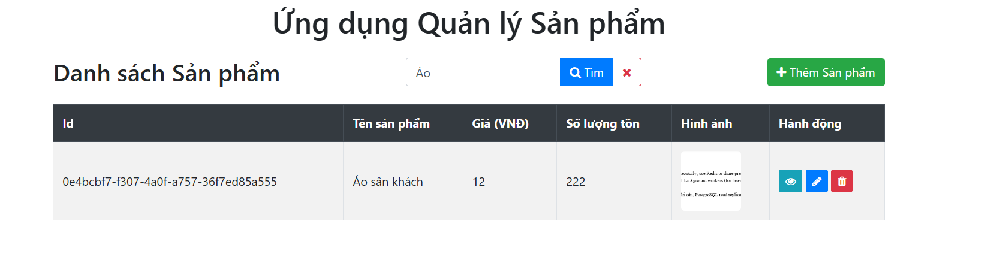 Ứng dụng Quản lý Sản phẩm
Danh sách Sản phẩm
Áo
Tìm
Thêm Sản phẩm
Id Tên sản phẩm Giá (VNĐ) Số lượng tồn Hình ảnh Hành động
0e4bcbf7-f307-4a0f-a757-36f7ed85a555 Áo sân khách 12 222
zontally; use Redis to share pre
background workers (for heav
hi cần: PostgreSQL read replica